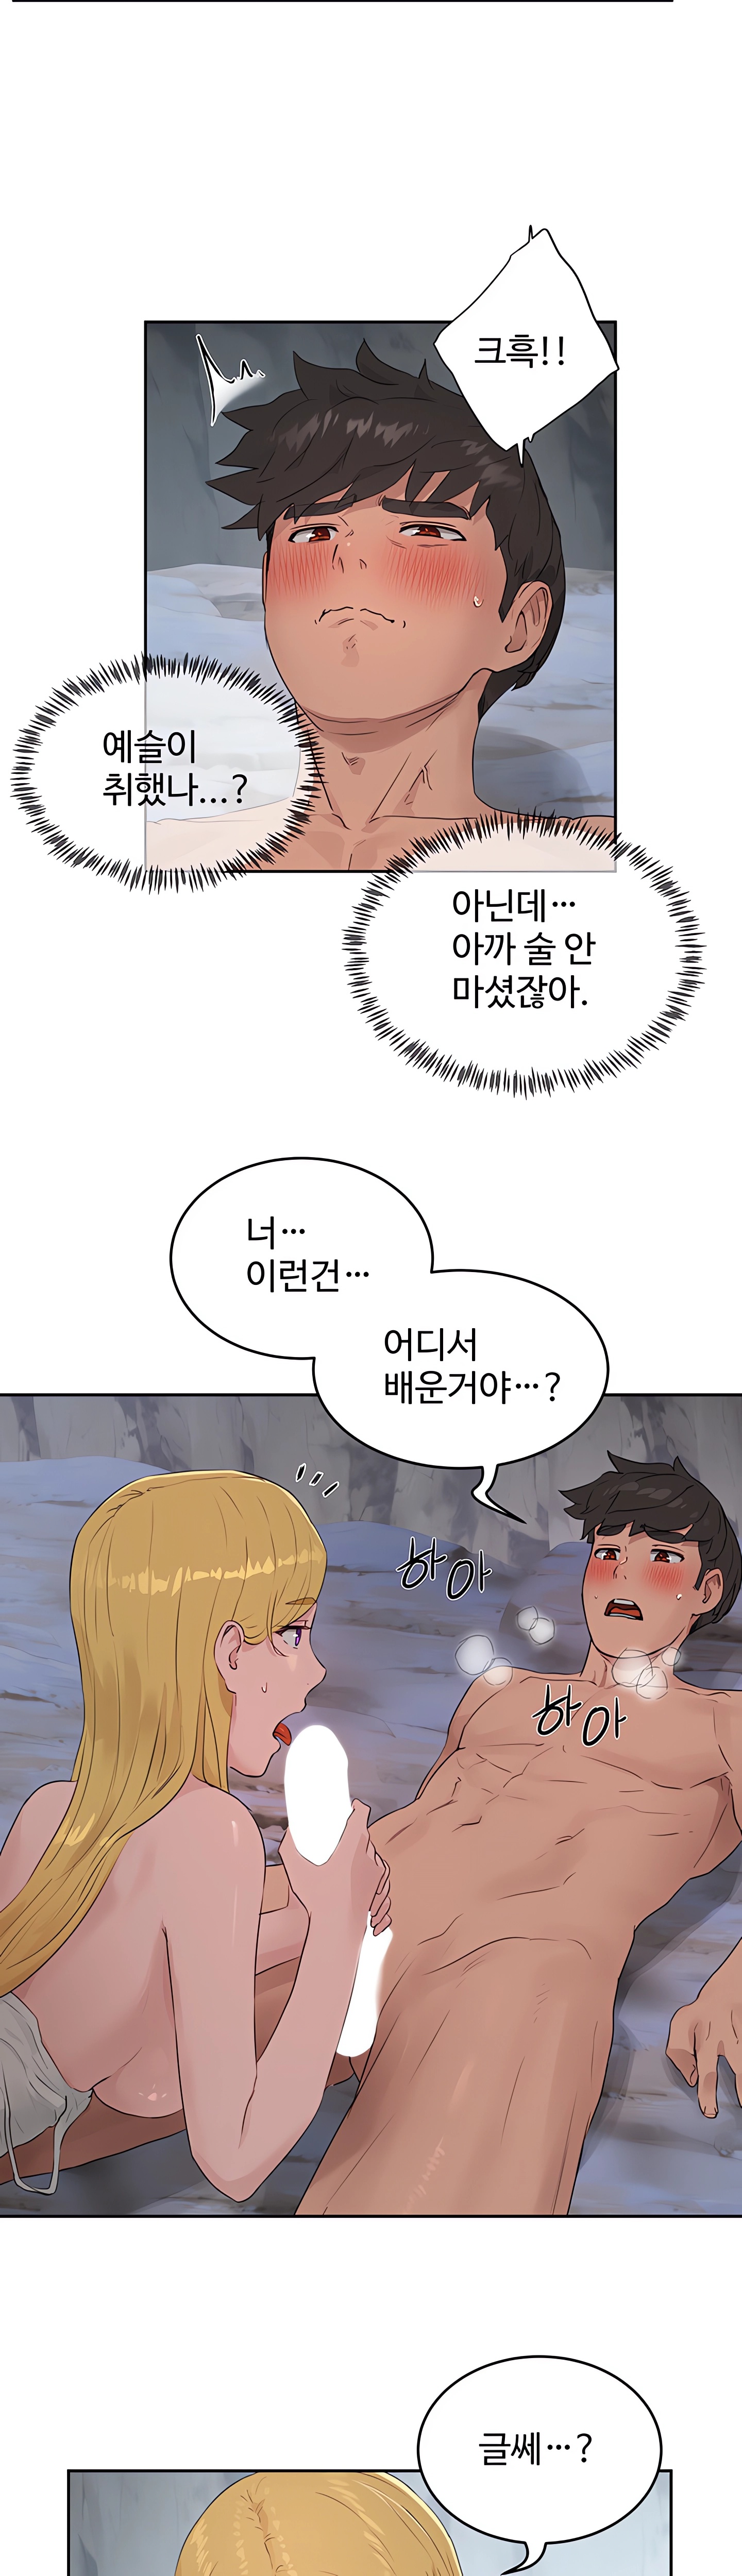 크흑!!
예슬이
취했나...?
아닌데…
아까 술 안
마셨잖아.
너…
이런건…
어디서
배운거야…?
하아
하아
글쎄…?